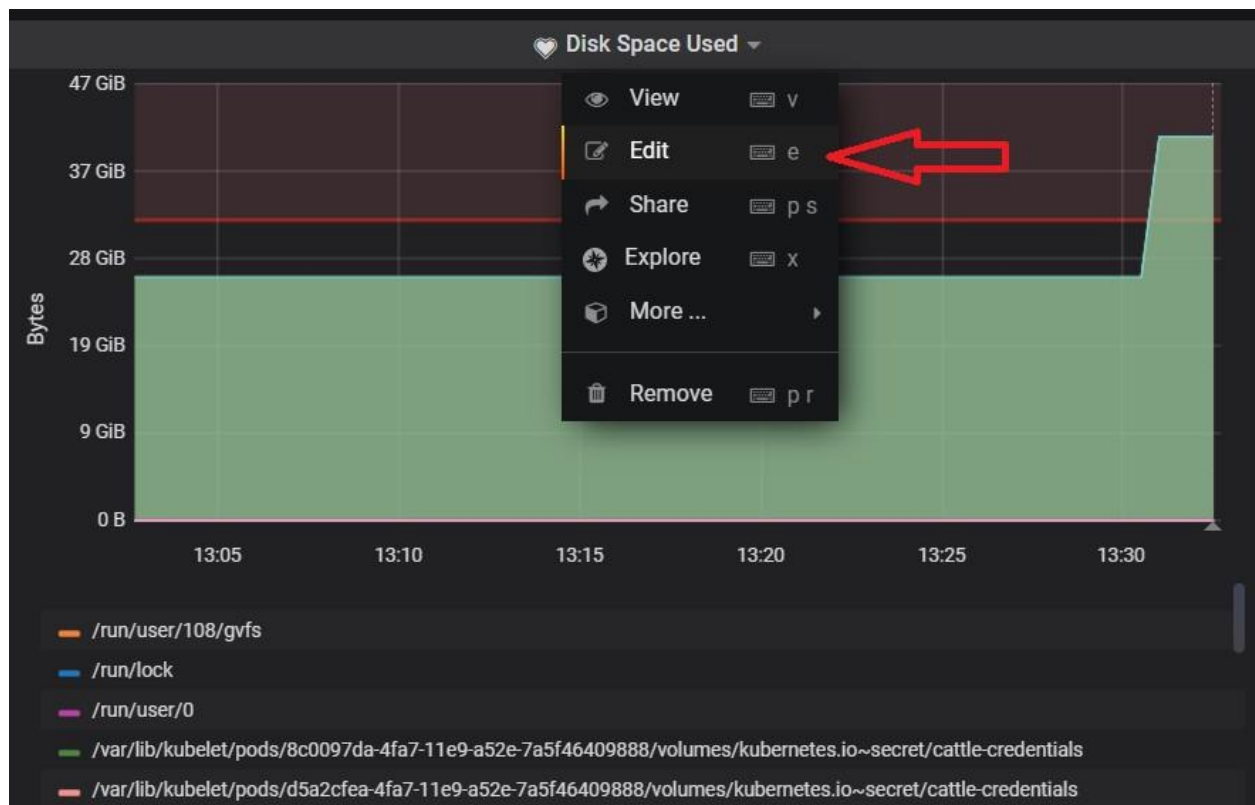 Disk Space Used
47 GiB
37 GiB
28 GiB
19 GiB
9 GiB
0 B
Bytes
View v
Edit e
Share p s
Explore x
More ...
Remove p r
13:05 13:10 13:15 13:20 13:25 13:30
/run/user/108/gvfs
/run/lock
/run/user/0
/var/lib/kubelet/pods/8c0097da-4fa7-11e9-a52e-7a5f46409888/volumes/kubernetes.io~secret/cattle-credentials
/var/lib/kubelet/pods/d5a2cfea-4fa7-11e9-a52e-7a5f46409888/volumes/kubernetes.io~secret/cattle-credentials